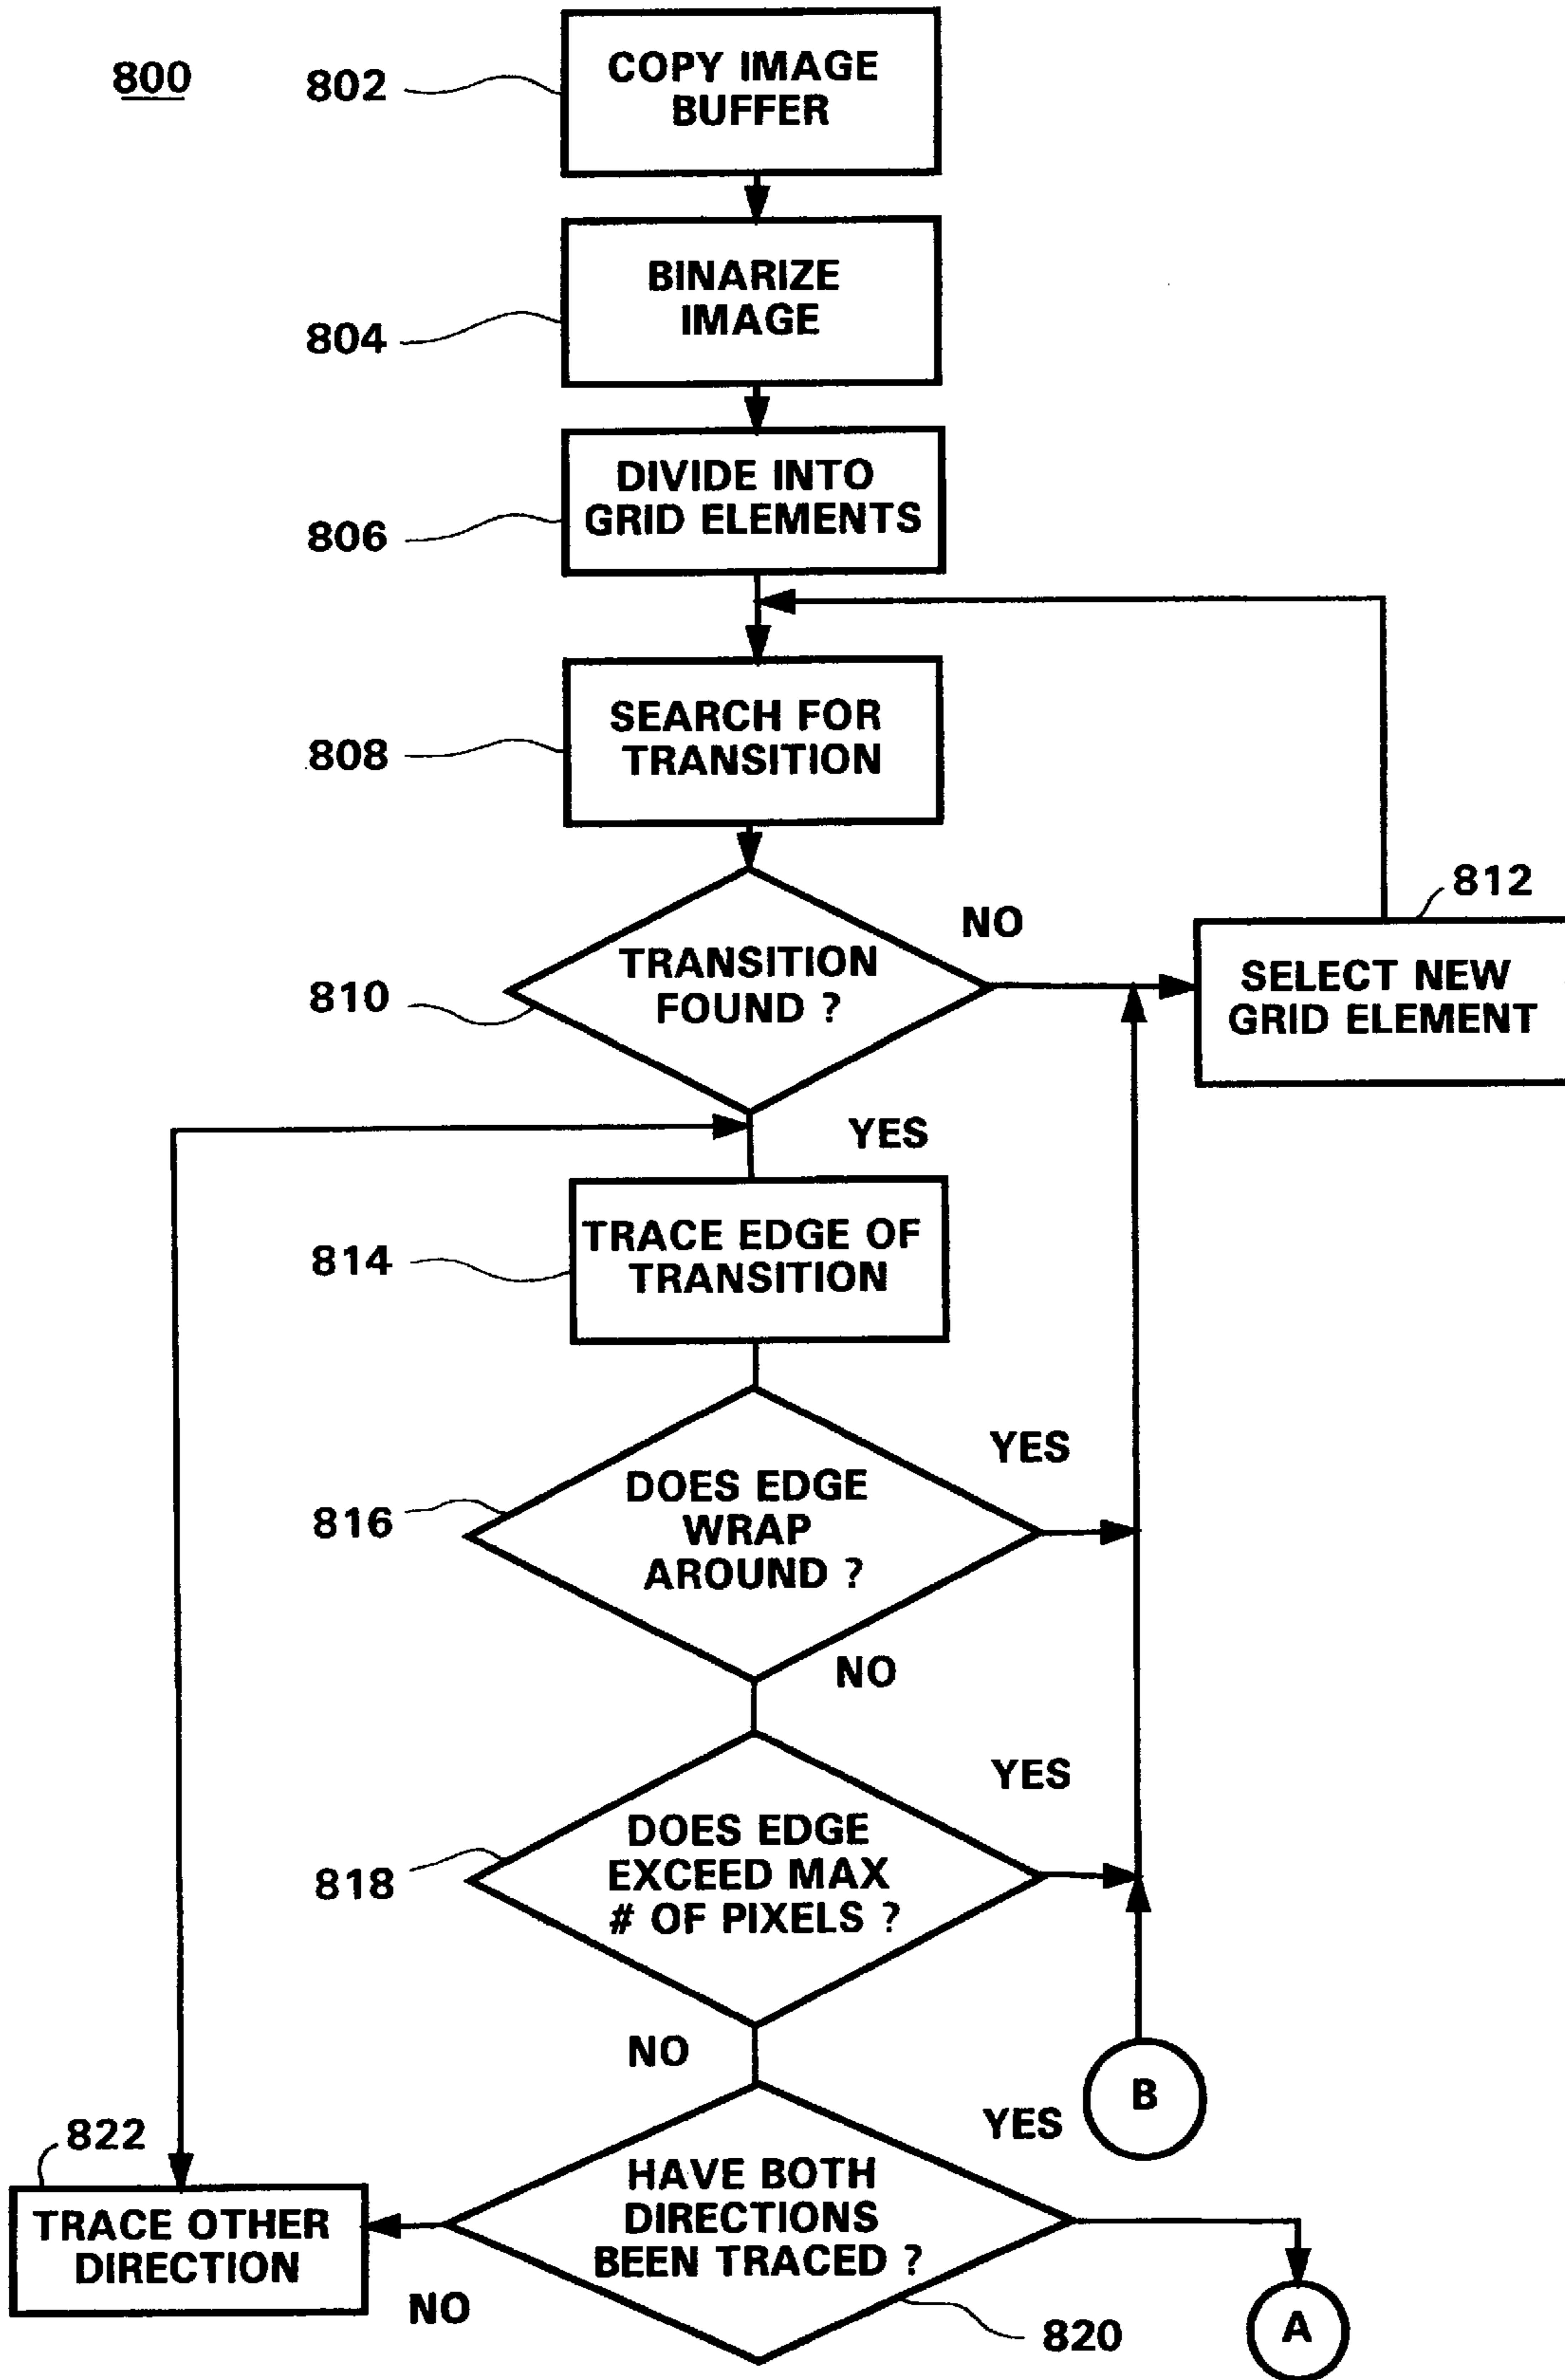 800
802
COPY IMAGE
BUFFER
804
BINARIZE
IMAGE
806
DIVIDE INTO
GRID ELEMENTS
808
SEARCH FOR
TRANSITION
810
TRANSITION
FOUND ?
NO
812
SELECT NEW
GRID ELEMENT
YES
814
TRACE EDGE OF
TRANSITION
816
DOES EDGE
WRAP
AROUND ?
YES
NO
818
DOES EDGE
EXCEED MAX
# OF PIXELS ?
YES
NO
B
822
TRACE OTHER
DIRECTION
HAVE BOTH
DIRECTIONS
BEEN TRACED ?
YES
NO
820
A